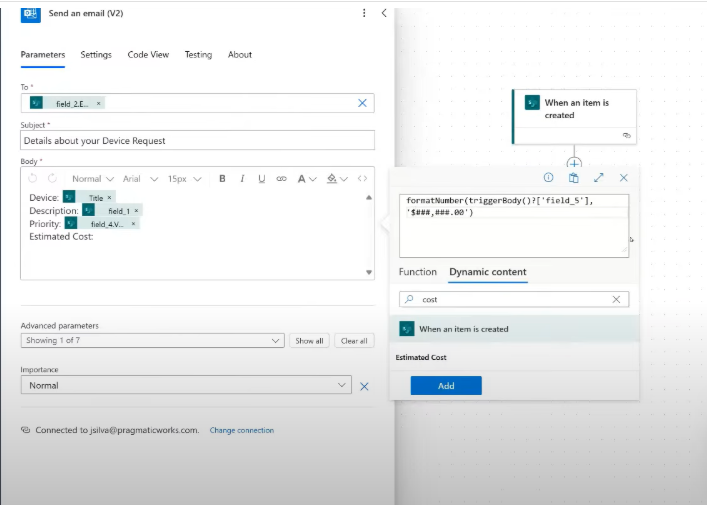 Send an email (V2)
Parameters Settings Code View Testing About
To *
field_2.E... ×
Subject *
Details about your Device Request
Body *
Normal Arial 15px B I U A
Device: Title ×
Description: field_1 ×
Priority: field_4.V... ×
Estimated Cost:
Advanced parameters
Showing 1 of 7 Show all Clear all
Importance
Normal
Connected to jsilva@pragmaticworks.com. Change connection
When an item is
created
formatNumber(triggerBody()?['field_5'],
'$###,###.00')
Function Dynamic content
cost
When an item is created
Estimated Cost
Add